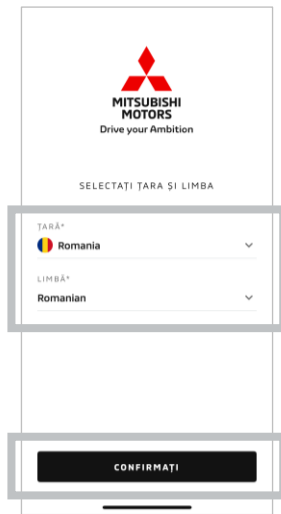 MITSUBISHI
MOTORS
Drive your Ambition
SELECTAȚI ȚARA ȘI LIMBA
ȚARĂ*
Romania
LIMBĂ*
Romanian
CONFIRMAȚI